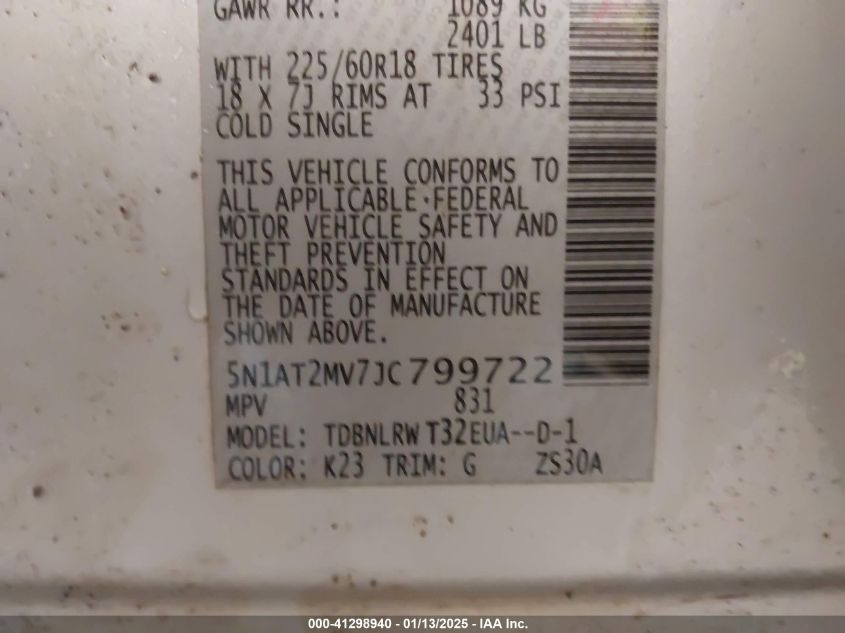 GAWR RR.: 1089 KG
2401 LB
WITH 225/60R18 TIRES
18 X 7J RIMS AT 33 PSI
COLD SINGLE
THIS VEHICLE CONFORMS TO
ALL APPLICABLE FEDERAL
MOTOR VEHICLE SAFETY AND
THEFT PREVENTION
STANDARDS IN EFFECT ON
THE DATE OF MANUFACTURE
SHOWN ABOVE.
5N1AT2MV7JC799722
MPV 831
MODEL: TDBNLRW T32EUA--D-1
COLOR: K23 TRIM: G ZS30A
000-41298940 - 01/13/2025 - IAA Inc.